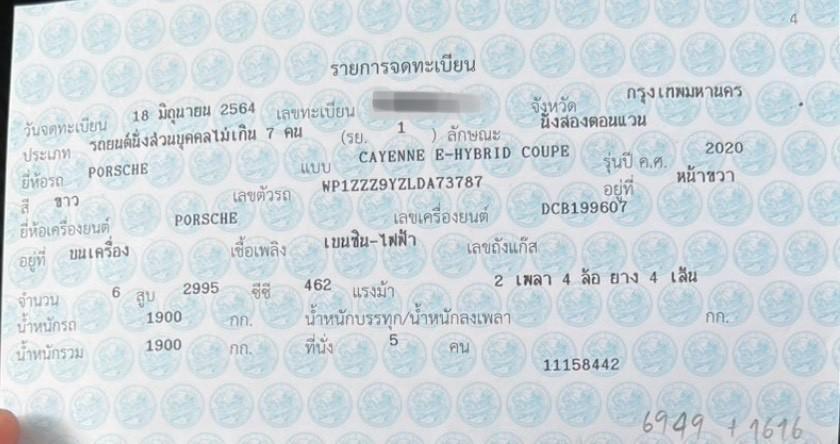 4
รายการจดทะเบียน
วันจดทะเบียน 18 มิถุนายน 2564 เลขทะเบียน จังหวัด กรุงเทพมหานคร
ประเภท รถยนต์นั่งส่วนบุคคลไม่เกิน 7 คน (รย. 1 ) ลักษณะ นั่งสองตอนแวน
ยี่ห้อรถ PORSCHE แบบ CAYENNE E-HYBRID COUPE รุ่นปี ค.ศ. 2020
สี ขาว เลขตัวรถ WP1ZZZ9YZLDA73787 อยู่ที่ หน้าขวา
ยี่ห้อเครื่องยนต์ PORSCHE เลขเครื่องยนต์ DCB199607
อยู่ที่ บนเครื่อง เชื้อเพลิง เบนซิน-ไฟฟ้า เลขถังแก๊ส
จำนวน 6 สูบ 2995 ซีซี 462 แรงม้า 2 เพลา 4 ล้อ ยาง 4 เส้น
น้ำหนักรถ 1900 กก. น้ำหนักบรรทุก/น้ำหนักลงเพลา กก.
น้ำหนักรวม 1900 กก. ที่นั่ง 5 คน
11158442
6949 + 1616